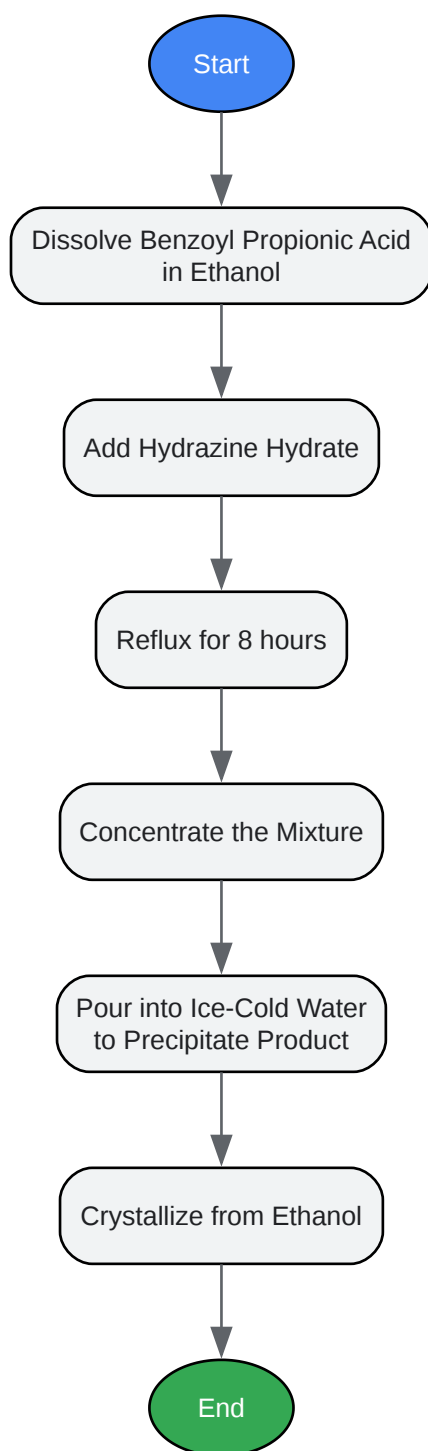 Start
Dissolve Benzoyl Propionic Acid
in Ethanol
Add Hydrazine Hydrate
Reflux for 8 hours
Concentrate the Mixture
Pour into Ice-Cold Water
to Precipitate Product
Crystallize from Ethanol
End